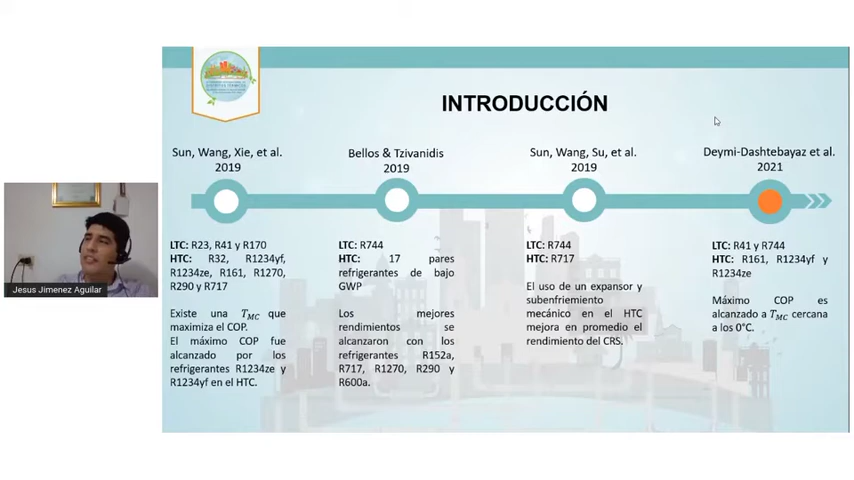 INTRODUCCIÓN
Sun, Wang, Xie, et al.
2019
LTC: R23, R41 y R170
HTC: R32, R1234yf,
R1234ze, R161, R1270,
R290 y R717
Existe una T_MC que
maximiza el COP.
El máximo COP fue
alcanzado por los
refrigerantes R1234ze y
R1234yf en el HTC.
Bellos & Tzivanidis
2019
LTC: R744
HTC: 17 pares
refrigerantes de bajo
GWP
Los mejores
rendimientos se
alcanzaron con los
refrigerantes R152a,
R717, R1270, R290 y
R600a.
Sun, Wang, Su, et al.
2019
LTC: R744
HTC: R717
El uso de un expansor y
subenfriemiento
mecánico en el HTC
mejora en promedio el
rendimiento del CRS.
Deymi-Dashtebayaz et al.
2021
LTC: R41 y R744
HTC: R161, R1234yf y
R1234ze
Máximo COP es
alcanzado a T_MC cercana
a los 0°C.
Jesus Jimenez Aguilar